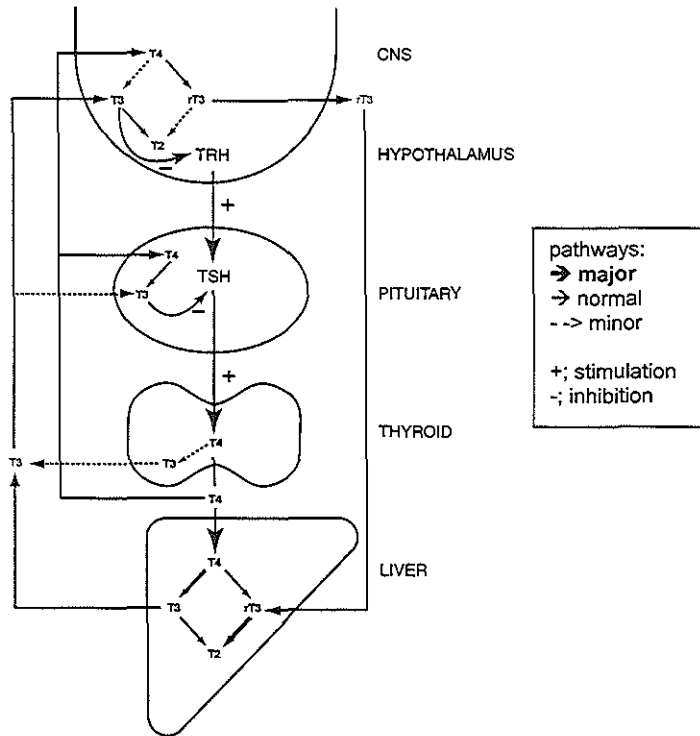 T4
CNS
T3
rT3
rT3
T2
TRH
HYPOTHALAMUS
-
+
T4
TSH
T3
PITUITARY
-
+
THYROID
T4
T3
T3
T4
T4
LIVER
T3
rT3
T2
pathways:
major
normal
minor
+; stimulation
-; inhibition